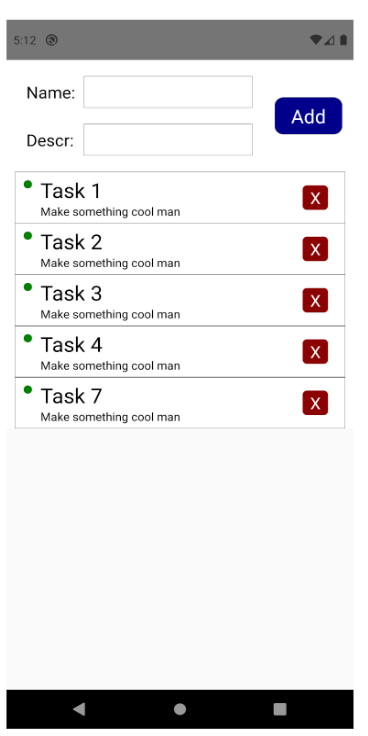 5:12
Name:
Add
Descr:
Task 1
Make something cool man
X
Task 2
Make something cool man
X
Task 3
Make something cool man
X
Task 4
Make something cool man
X
Task 7
Make something cool man
X